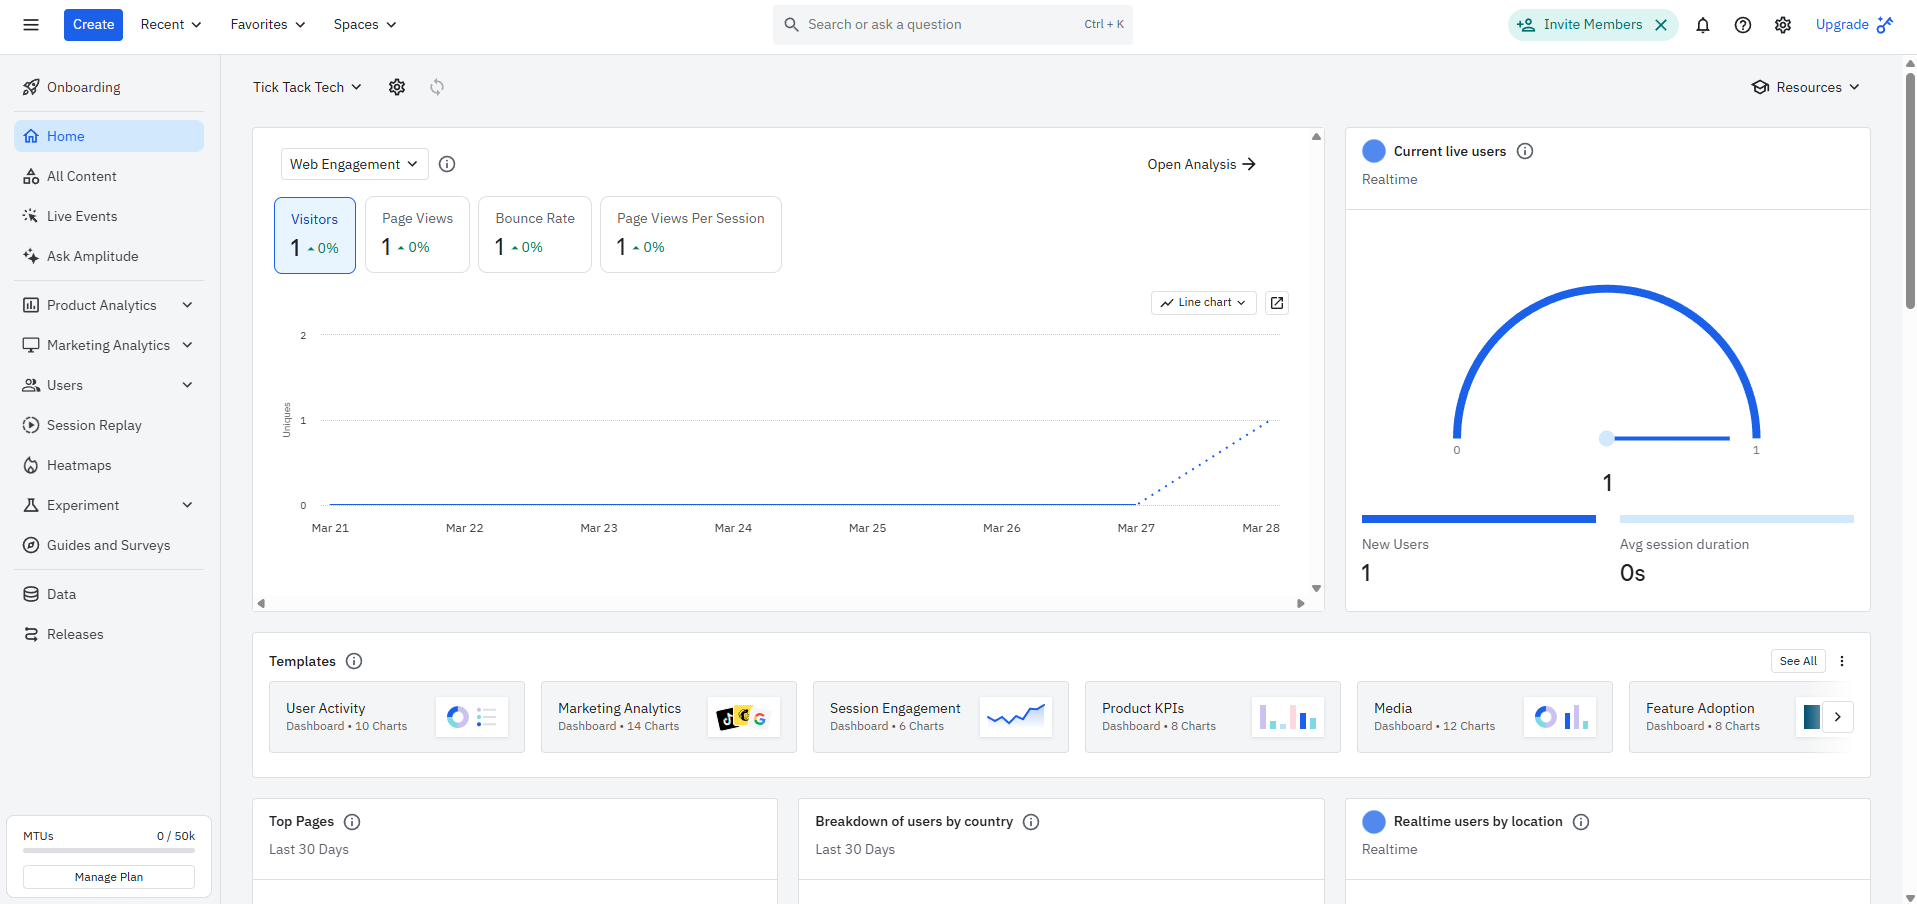 Create
Recent
Favorites
Spaces
Search or ask a question
Ctrl + K
Invite Members
Upgrade
Onboarding
Home
All Content
Live Events
Ask Amplitude
Product Analytics
Marketing Analytics
Users
Session Replay
Heatmaps
Experiment
Guides and Surveys
Data
Releases
MTUs 0 / 50k
Manage Plan
Tick Tack Tech
Resources
Web Engagement
Open Analysis
Visitors
1 0%
Page Views
1 0%
Bounce Rate
1 0%
Page Views Per Session
1 0%
Line chart
Uniques
2
1
0
Mar 21 Mar 22 Mar 23 Mar 24 Mar 25 Mar 26 Mar 27 Mar 28
Current live users
Realtime
0 1
1
New Users
1
Avg session duration
0s
Templates
See All
User Activity
Dashboard • 10 Charts
Marketing Analytics
Dashboard • 14 Charts
Session Engagement
Dashboard • 6 Charts
Product KPIs
Dashboard • 8 Charts
Media
Dashboard • 12 Charts
Feature Adoption
Dashboard • 8 Charts
Top Pages
Last 30 Days
Breakdown of users by country
Last 30 Days
Realtime users by location
Realtime